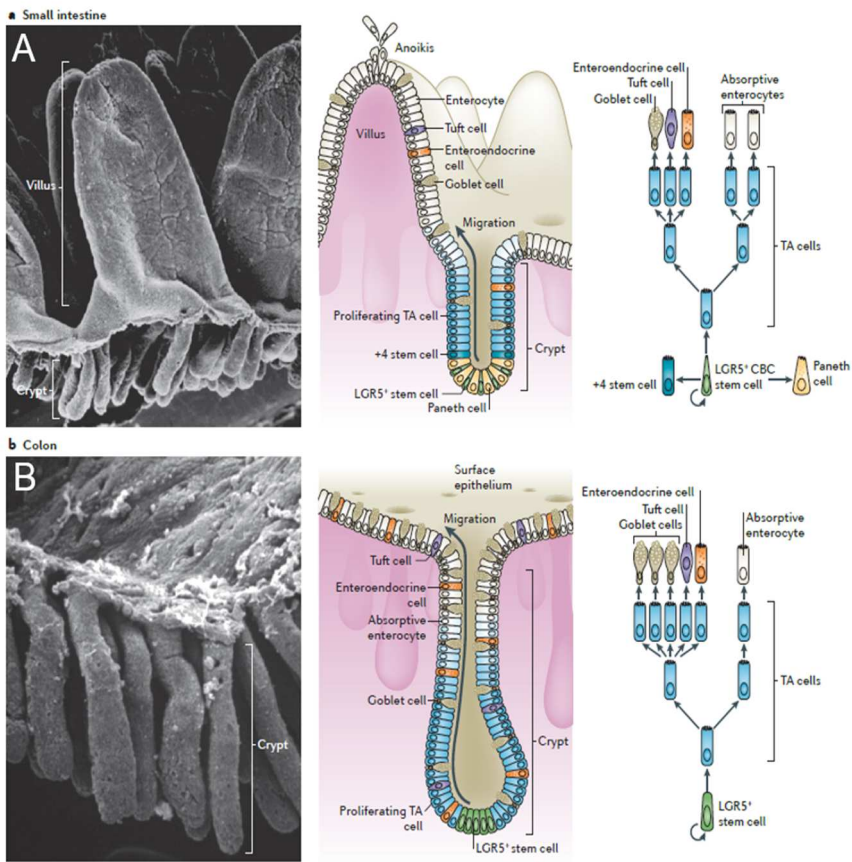 a Small intestine
A
Villus
Crypt
Anoikis
Enterocyte
Villus
Tuft cell
Enteroendocrine
cell
Goblet cell
Migration
Proliferating TA cell
+4 stem cell
LGR5⁺ stem cell
Paneth cell
Crypt
Enteroendocrine cell
Tuft cell
Goblet cell
Absorptive
enterocytes
TA cells
+4 stem cell
LGR5⁺ CBC
stem cell
Paneth
cell
b Colon
B
Crypt
Surface
epithelium
Migration
Tuft cell
Enteroendocrine
cell
Absorptive
enterocyte
Goblet cell
Crypt
Proliferating TA
cell
LGR5⁺ stem cell
Enteroendocrine cell
Tuft cell
Goblet cells
Absorptive
enterocyte
TA cells
LGR5⁺
stem cell